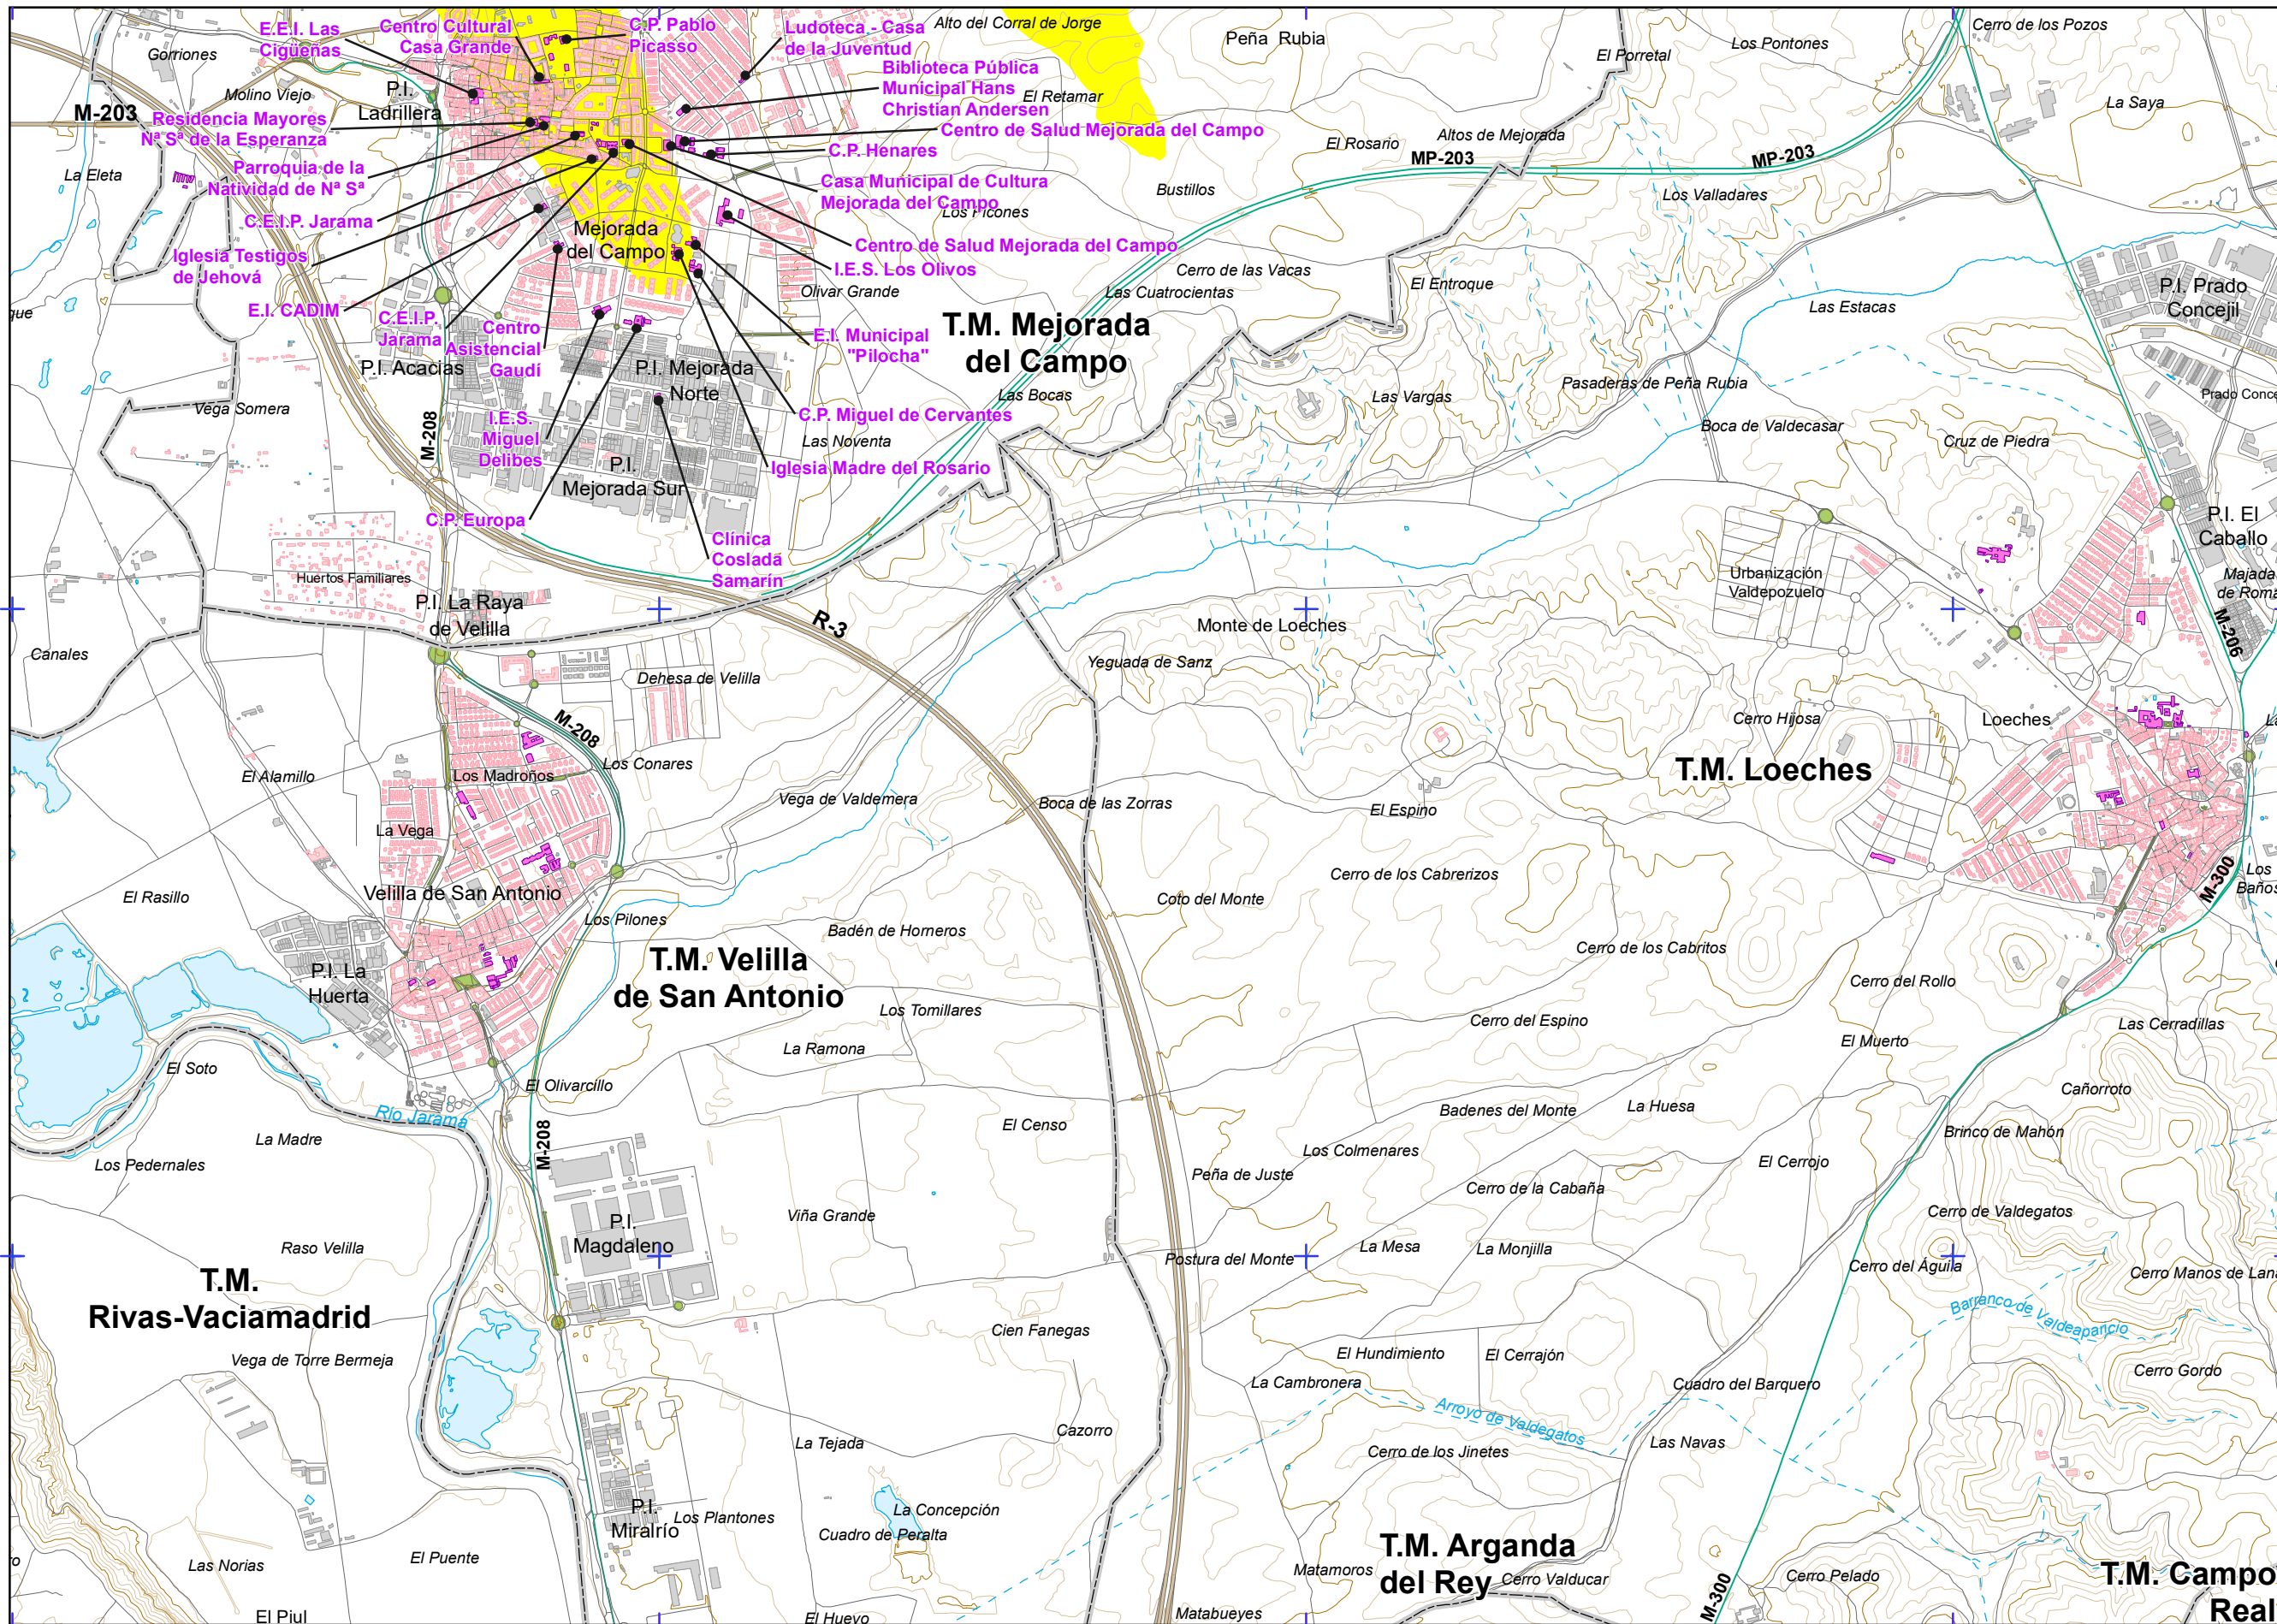 E.E.I. Las
Cigueñas
Centro Cultural
Casa Grande
C.P. Pablo
Picasso
Ludoteca - Casa
de la Juventud
Alto del Corral de Jorge
Peña Rubia
Cerro de los Pozos
Los Pontones
El Porretal
Gorriones
Biblioteca Pública
Municipal Hans
Christian Andersen
El Retamar
Molino Viejo
P.I.
Ladrillera
M-203
La Saya
Residencia Mayores
Nª Sª de la Esperanza
Centro de Salud Mejorada del Campo
El Rosario
Altos de Mejorada
C.P. Henares
MP-203
MP-203
Parroquia de la
Natividad de Nª Sª
La Eleta
Casa Municipal de Cultura
Mejorada del Campo
Bustillos
Los Valladares
Los Picones
C.E.I.P. Jarama
Mejorada
del Campo
Centro de Salud Mejorada del Campo
Iglesia Testigos
de Jehová
I.E.S. Los Olivos
Cerro de las Vacas
Olivar Grande
Las Cuatrocientas
El Entroque
P.I. Prado
Concejil
Las Estacas
E.I. CADIM
C.E.I.P.
Jarama
Centro
Asistencial
Gaudí
E.I. Municipal
"Pilocha"
T.M. Mejorada
del Campo
que
P.I. Acacias
P.I. Mejorada
Norte
Las Bocas
Las Vargas
Pasaderas de Peña Rubia
Prado Conce
Vega Somera
C.P. Miguel de Cervantes
M-208
I.E.S.
Miguel
Delibes
Las Noventa
Boca de Valdecasar
Cruz de Piedra
P.I.
Mejorada Sur
Iglesia Madre del Rosario
C.P. Europa
Clínica
Coslada
Samarín
P.I. El
Caballo
Huertos Familiares
Urbanización
Valdepozuelo
Majada
de Roma
P.I. La Raya
de Velilla
R-3
Monte de Loeches
M-206
Canales
Yeguada de Sanz
Dehesa de Velilla
Cerro Hijosa
Loeches
M-208
Los Conares
El Alamillo
Los Madroños
T.M. Loeches
Vega de Valdemera
Boca de las Zorras
El Espino
La Vega
Velilla de San Antonio
El Rasillo
Cerro de los Cabrerizos
Los
Baños
M-300
Coto del Monte
Los Pilones
Badén de Horneros
Cerro de los Cabritos
T.M. Velilla
de San Antonio
P.I. La
Huerta
Cerro del Rollo
Los Tomillares
Cerro del Espino
Las Cerradillas
La Ramona
El Muerto
El Soto
El Olivarcillo
Cañorroto
Río Jarama
Badenes del Monte
La Huesa
El Censo
La Madre
M-208
Brinco de Mahón
Los Colmenares
Los Pedernales
El Cerrojo
Peña de Juste
Cerro de la Cabaña
Viña Grande
Cerro de Valdegatos
P.I.
Magdaleno
Raso Velilla
La Mesa
La Monjilla
Postura del Monte
Cerro del Águila
Cerro Manos de Lana
T.M.
Rivas-Vaciamadrid
Barranco de Valdeaparicio
Cien Fanegas
Vega de Torre Bermeja
El Hundimiento
El Cerrajón
Cerro Gordo
La Cambronera
Cuadro del Barquero
Arroyo de Valdegatos
Cazorro
La Tejada
Cerro de los Jinetes
Las Navas
P.I.
Miralrío
Los Plantones
La Concepción
Cuadro de Peralta
T.M. Arganda
del Rey
El Puente
Las Norias
Matamoros
Cerro Valducar
Cerro Pelado
T.M. Campo
Real
M-300
El Piul
El Huevo
Matabueyes